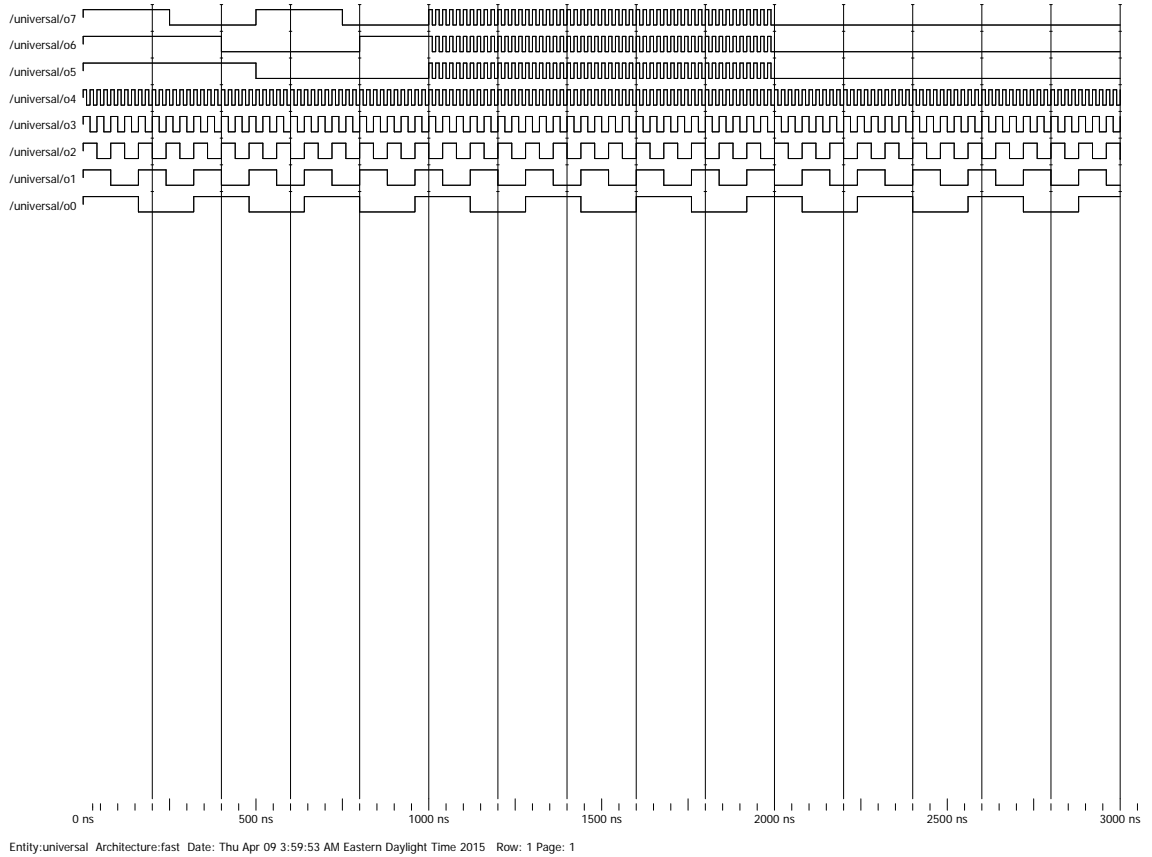 /universal/o7
/universal/o6
/universal/o5
/universal/o4
/universal/o3
/universal/o2
/universal/o1
/universal/o0
0 ns 500 ns 1000 ns 1500 ns 2000 ns 2500 ns 3000 ns
Entity:universal Architecture:fast Date: Thu Apr 09 3:59:53 AM Eastern Daylight Time 2015 Row: 1 Page: 1